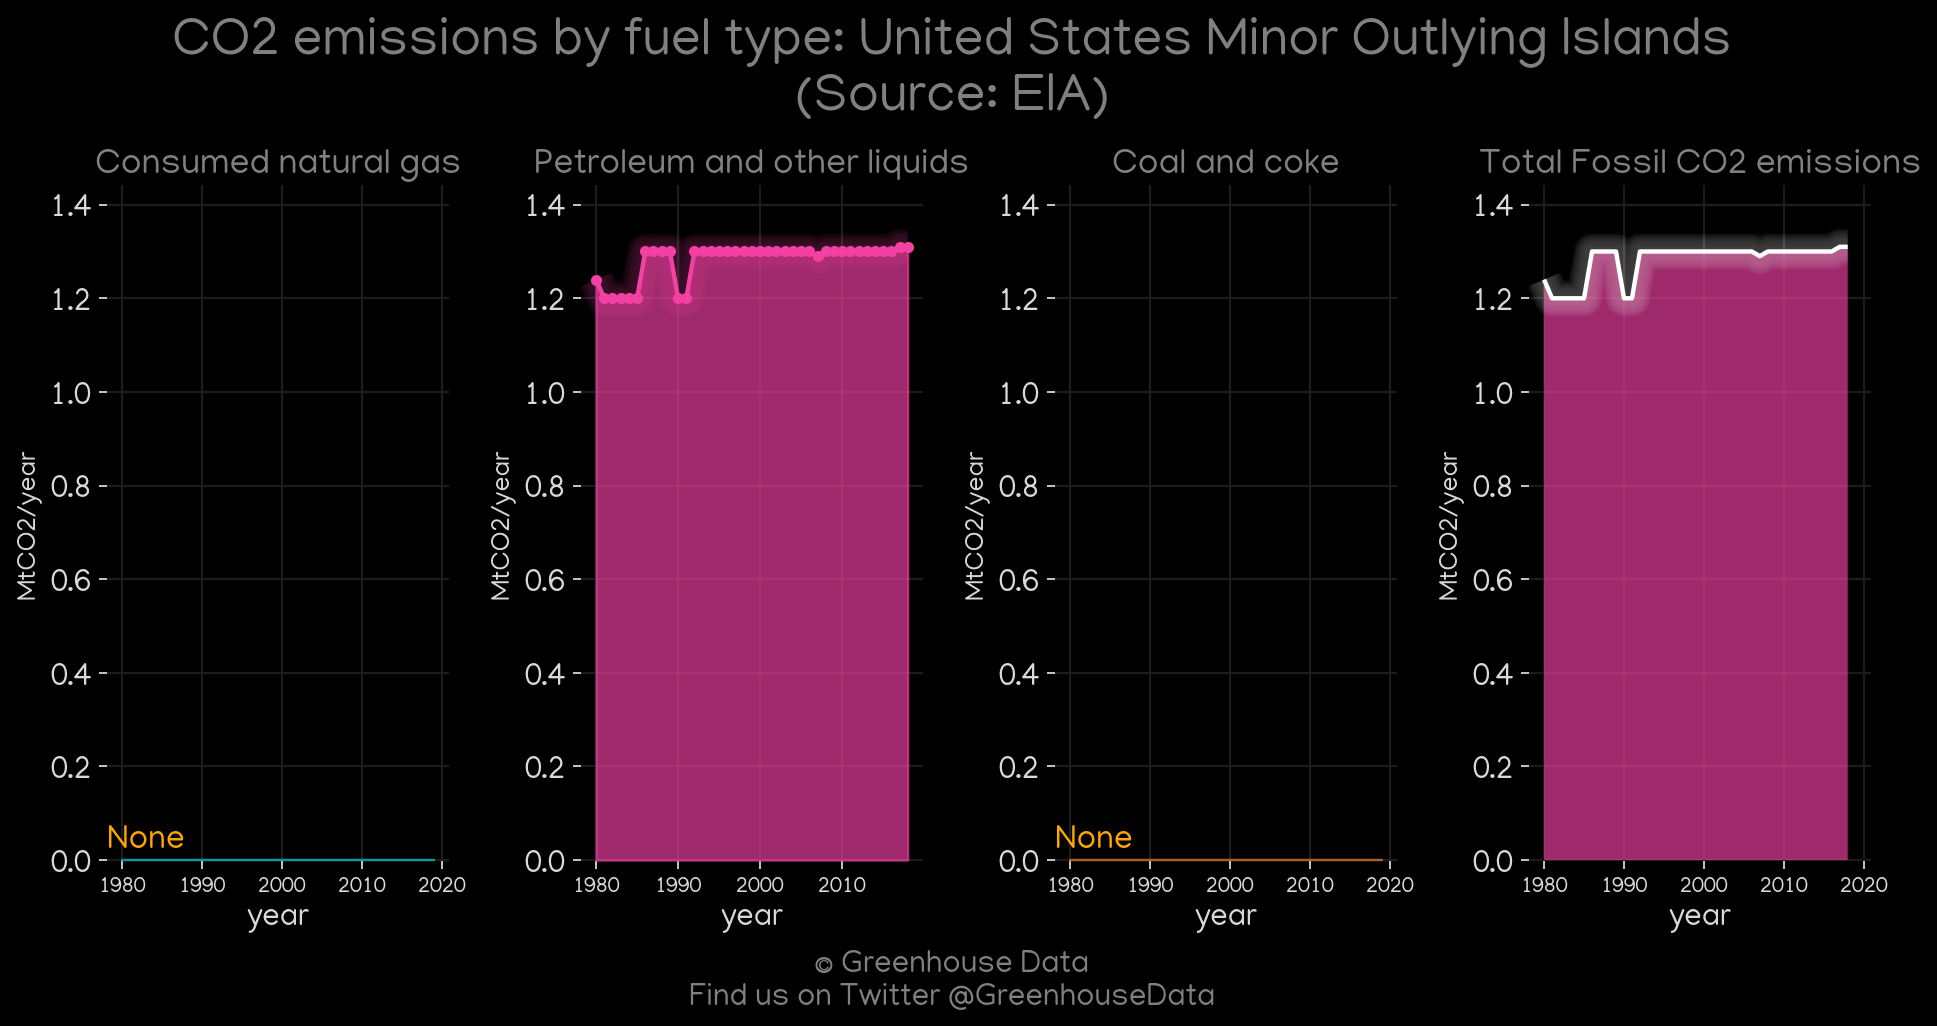 CO2 emissions by fuel type: United States Minor Outlying Islands
(Source: EIA)
Consumed natural gas
MtCO2/year
1.4
1.2
1.0
0.8
0.6
0.4
0.2
0.0
None
1980 1990 2000 2010 2020
year
Petroleum and other liquids
MtCO2/year
1.4
1.2
1.0
0.8
0.6
0.4
0.2
0.0
1980 1990 2000 2010
year
Coal and coke
MtCO2/year
1.4
1.2
1.0
0.8
0.6
0.4
0.2
0.0
None
1980 1990 2000 2010 2020
year
Total Fossil CO2 emissions
MtCO2/year
1.4
1.2
1.0
0.8
0.6
0.4
0.2
0.0
1980 1990 2000 2010 2020
year
© Greenhouse Data
Find us on Twitter @GreenhouseData